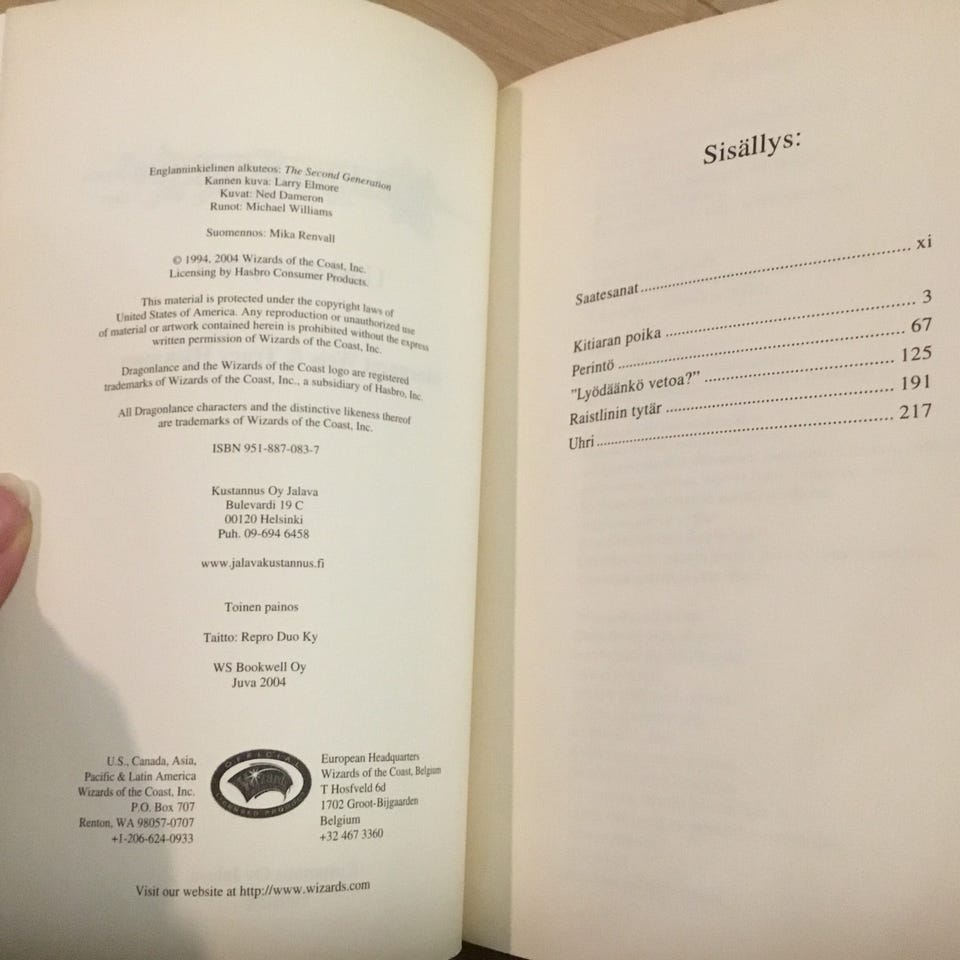 Englanninkielinen alkuteos: The Second Generation
Kannen kuva: Larry Elmore
Kuvat: Ned Dameron
Runot: Michael Williams
Suomennos: Mika Renvall
© 1994, 2004 Wizards of the Coast, Inc.
Licensing by Hasbro Consumer Products.
This material is protected under the copyright laws of
United States of America. Any reproduction or unauthorized use
of material or artwork contained herein is prohibited without the express
written permission of Wizards of the Coast, Inc.
Dragonlance and the Wizards of the Coast logo are registered
trademarks of Wizards of the Coast, Inc., a subsidiary of Hasbro, Inc.
All Dragonlance characters and the distinctive likeness thereof
are trademarks of Wizards of the Coast, Inc.
ISBN 951-887-083-7
Kustannus Oy Jalava
Bulevardi 19 C
00120 Helsinki
Puh. 09-694 6458
www.jalavakustannus.fi
Toinen painos
Taitto: Repro Duo Ky
WS Bookwell Oy
Juva 2004
U.S., Canada, Asia,
Pacific & Latin America
Wizards of the Coast, Inc.
P.O. Box 707
Renton, WA 98057-0707
+1-206-624-0933
OFFICIAL
LICENSED PRODUCT
European Headquarters
Wizards of the Coast, Belgium
T Hosfveld 6d
1702 Groot-Bijgaarden
Belgium
+32 467 3360
Visit our website at http://www.wizards.com
Sisällys:
Saatesanat ........ xi
Kitiaran poika ........ 3
Perintö ........ 67
"Lyödäänkö vetoa?" ........ 125
Raistlinin tytär ........ 191
Uhri ........ 217